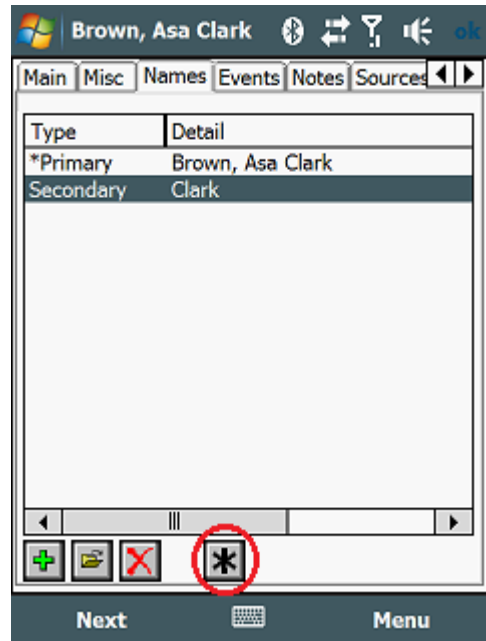 Brown, Asa Clark ok
Main Misc Names Events Notes Sources
Type Detail
*Primary Brown, Asa Clark
Secondary Clark
*
Next Menu